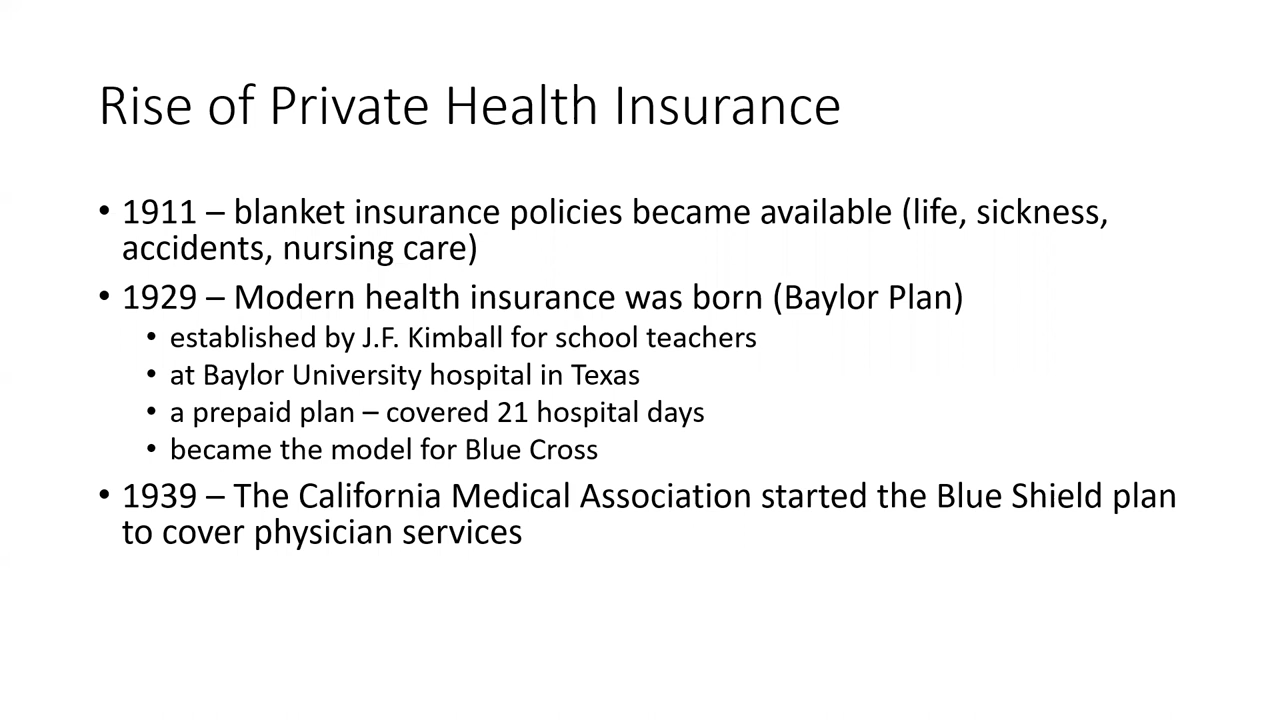 Rise of Private Health Insurance
• 1911 – blanket insurance policies became available (life, sickness,
accidents, nursing care)
• 1929 – Modern health insurance was born (Baylor Plan)
• established by J.F. Kimball for school teachers
• at Baylor University hospital in Texas
• a prepaid plan – covered 21 hospital days
• became the model for Blue Cross
• 1939 – The California Medical Association started the Blue Shield plan
to cover physician services